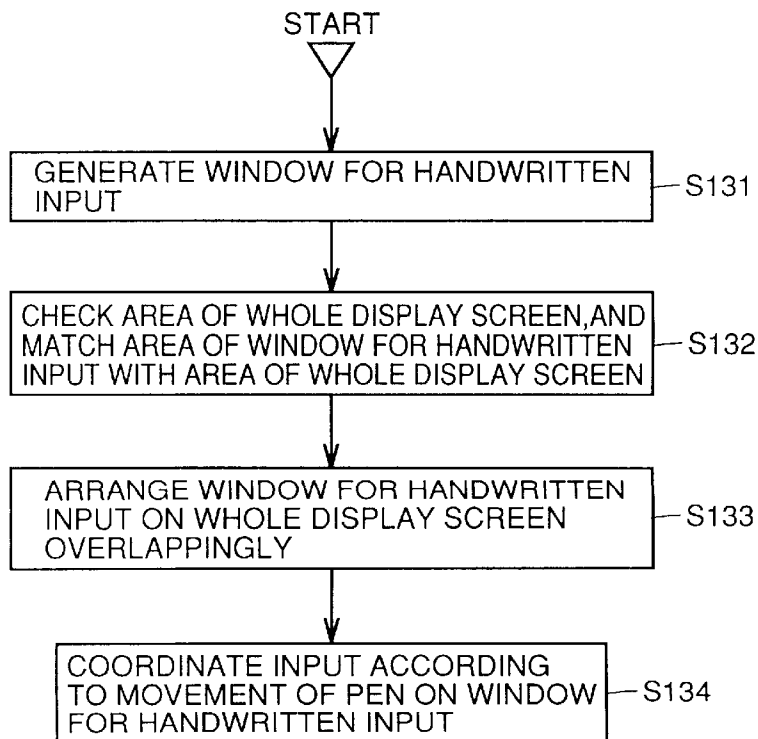 START
GENERATE WINDOW FOR HANDWRITTEN
INPUT
S131
CHECK AREA OF WHOLE DISPLAY SCREEN,AND
MATCH AREA OF WINDOW FOR HANDWRITTEN
INPUT WITH AREA OF WHOLE DISPLAY SCREEN
S132
ARRANGE WINDOW FOR HANDWRITTEN
INPUT ON WHOLE DISPLAY SCREEN
OVERLAPPINGLY
S133
COORDINATE INPUT ACCORDING
TO MOVEMENT OF PEN ON WINDOW
FOR HANDWRITTEN INPUT
S134